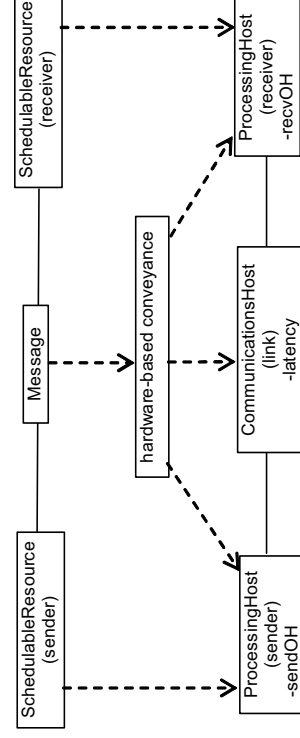 SchedulableResource
(sender)
Message
SchedulableResource
(receiver)
hardware-based conveyance
ProcessingHost
(sender)
-sendOH
CommunicationsHost
(link)
-latency
ProcessingHost
(receiver)
-recvOH